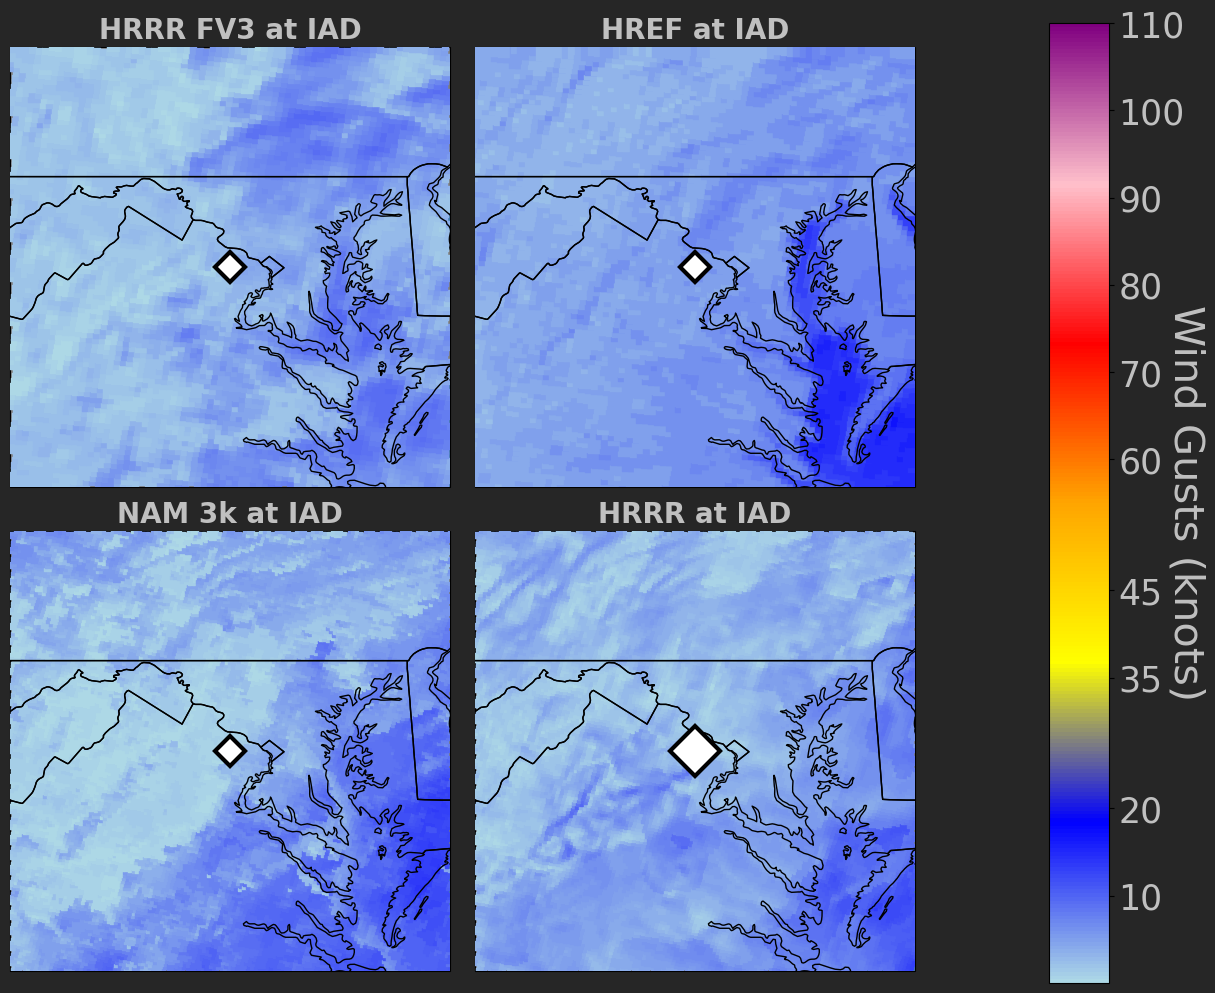 HRRR FV3 at IAD
HREF at IAD
NAM 3k at IAD
HRRR at IAD
110
100
90
80
70
60
45
35
20
10
Wind Gusts (knots)